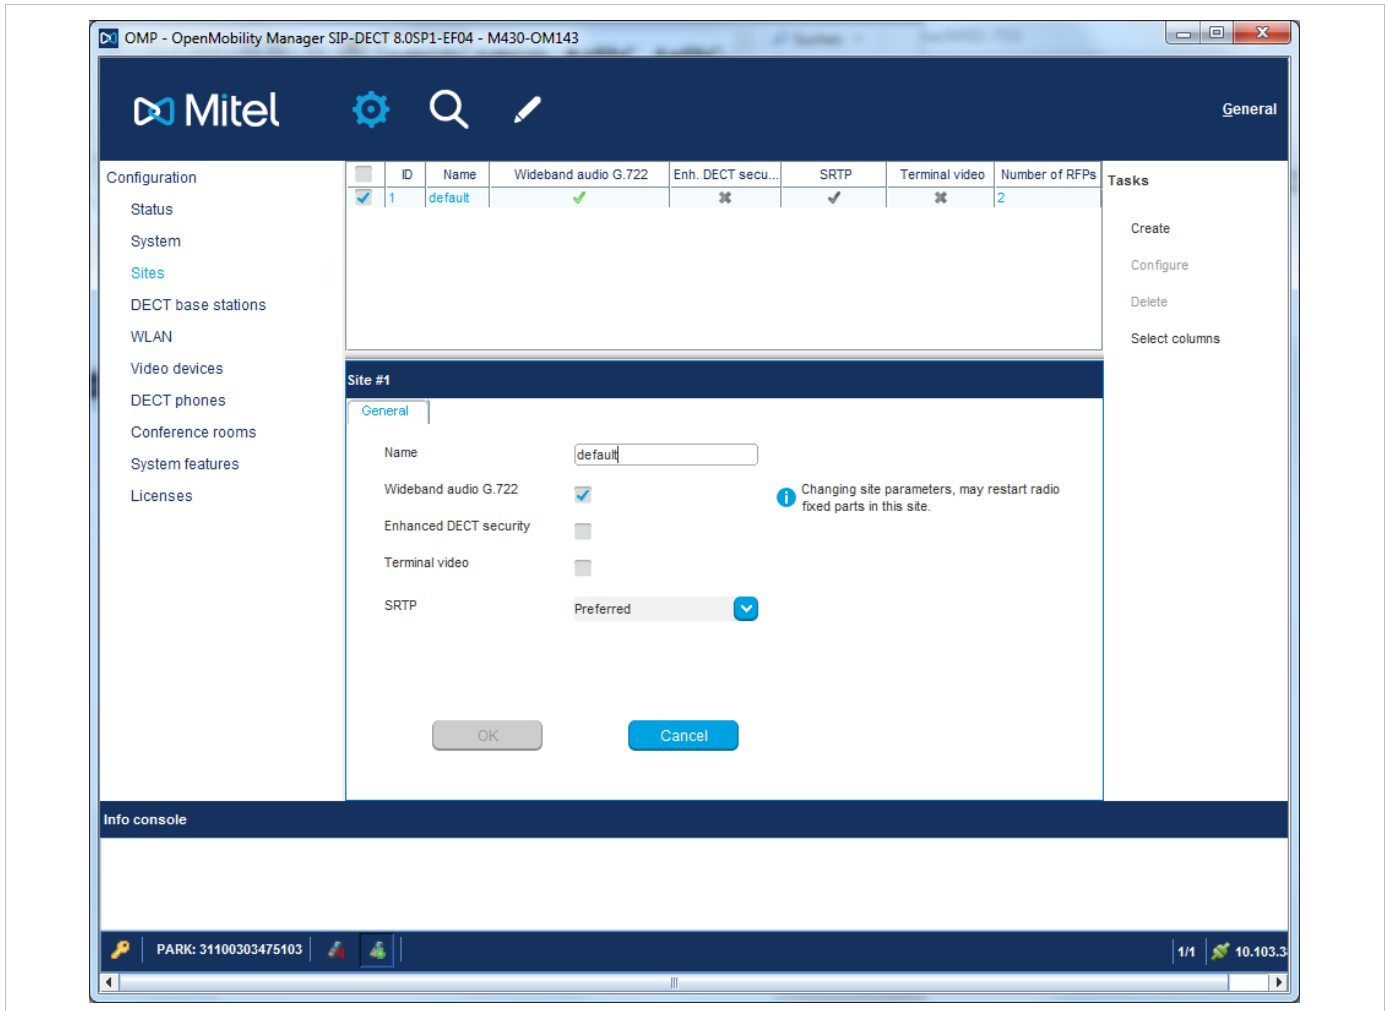 OMP - OpenMobility Manager SIP-DECT 8.0SP1-EF04 - M430-OM143
Mitel
General
Configuration
Status
System
Sites
DECT base stations
WLAN
Video devices
DECT phones
Conference rooms
System features
Licenses
ID Name Wideband audio G.722 Enh. DECT secu... SRTP Terminal video Number of RFPs
1 default 2
Tasks
Create
Configure
Delete
Select columns
Site #1
General
Name default
Wideband audio G.722
Changing site parameters, may restart radio
fixed parts in this site.
Enhanced DECT security
Terminal video
SRTP Preferred
OK Cancel
Info console
PARK: 31100303475103 1/1 10.103.3